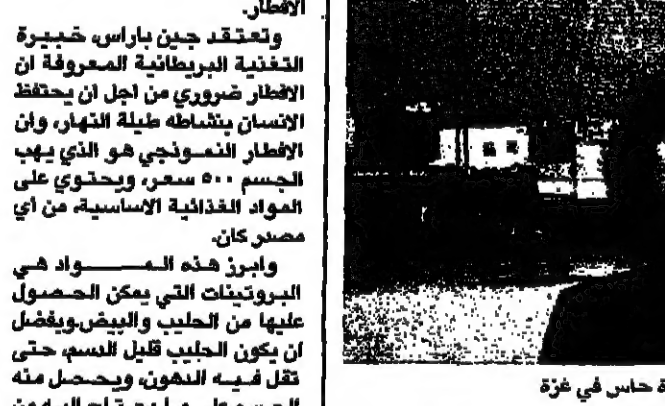 الافطار.
وتعتقد جين باراس، خبيرة
التغذية البريطانية المعروفة ان
الافطار ضروري من اجل ان يحتفظ
الانسان بنشاطه طيلة النهار، وان
الافطار النموذجي هو الذي يهب
الجسم ٥٠٠ سعر، ويحتوي على
المواد الغذائية الاساسية، من أي
مصدر كان.
وابرز هذه المواد هي
البروتينات التي يمكن الحصول
عليها من الحليب والبيض.ويفضل
ان يكون الحليب قليل الدسم، حتى
تقل فيه الدهون، ويحصل منه
ة حاس في غزة